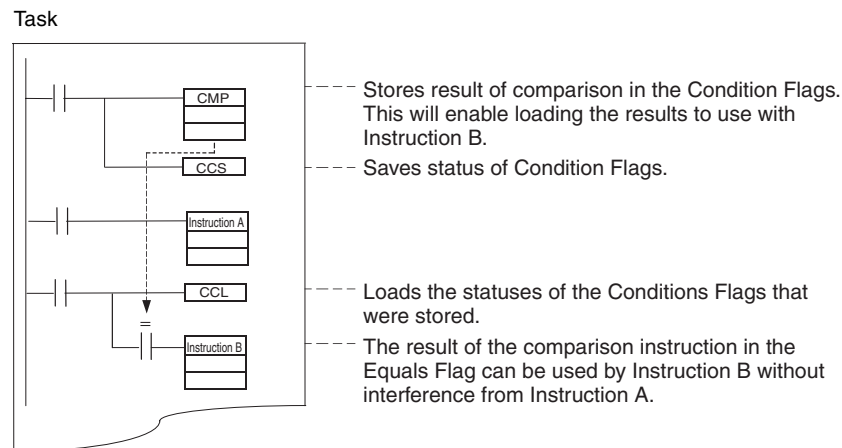 Task
CMP
Stores result of comparison in the Condition Flags.
This will enable loading the results to use with
Instruction B.
CCS
Saves status of Condition Flags.
Instruction A
CCL
Loads the statuses of the Conditions Flags that
were stored.
=
Instruction B
The result of the comparison instruction in the
Equals Flag can be used by Instruction B without
interference from Instruction A.